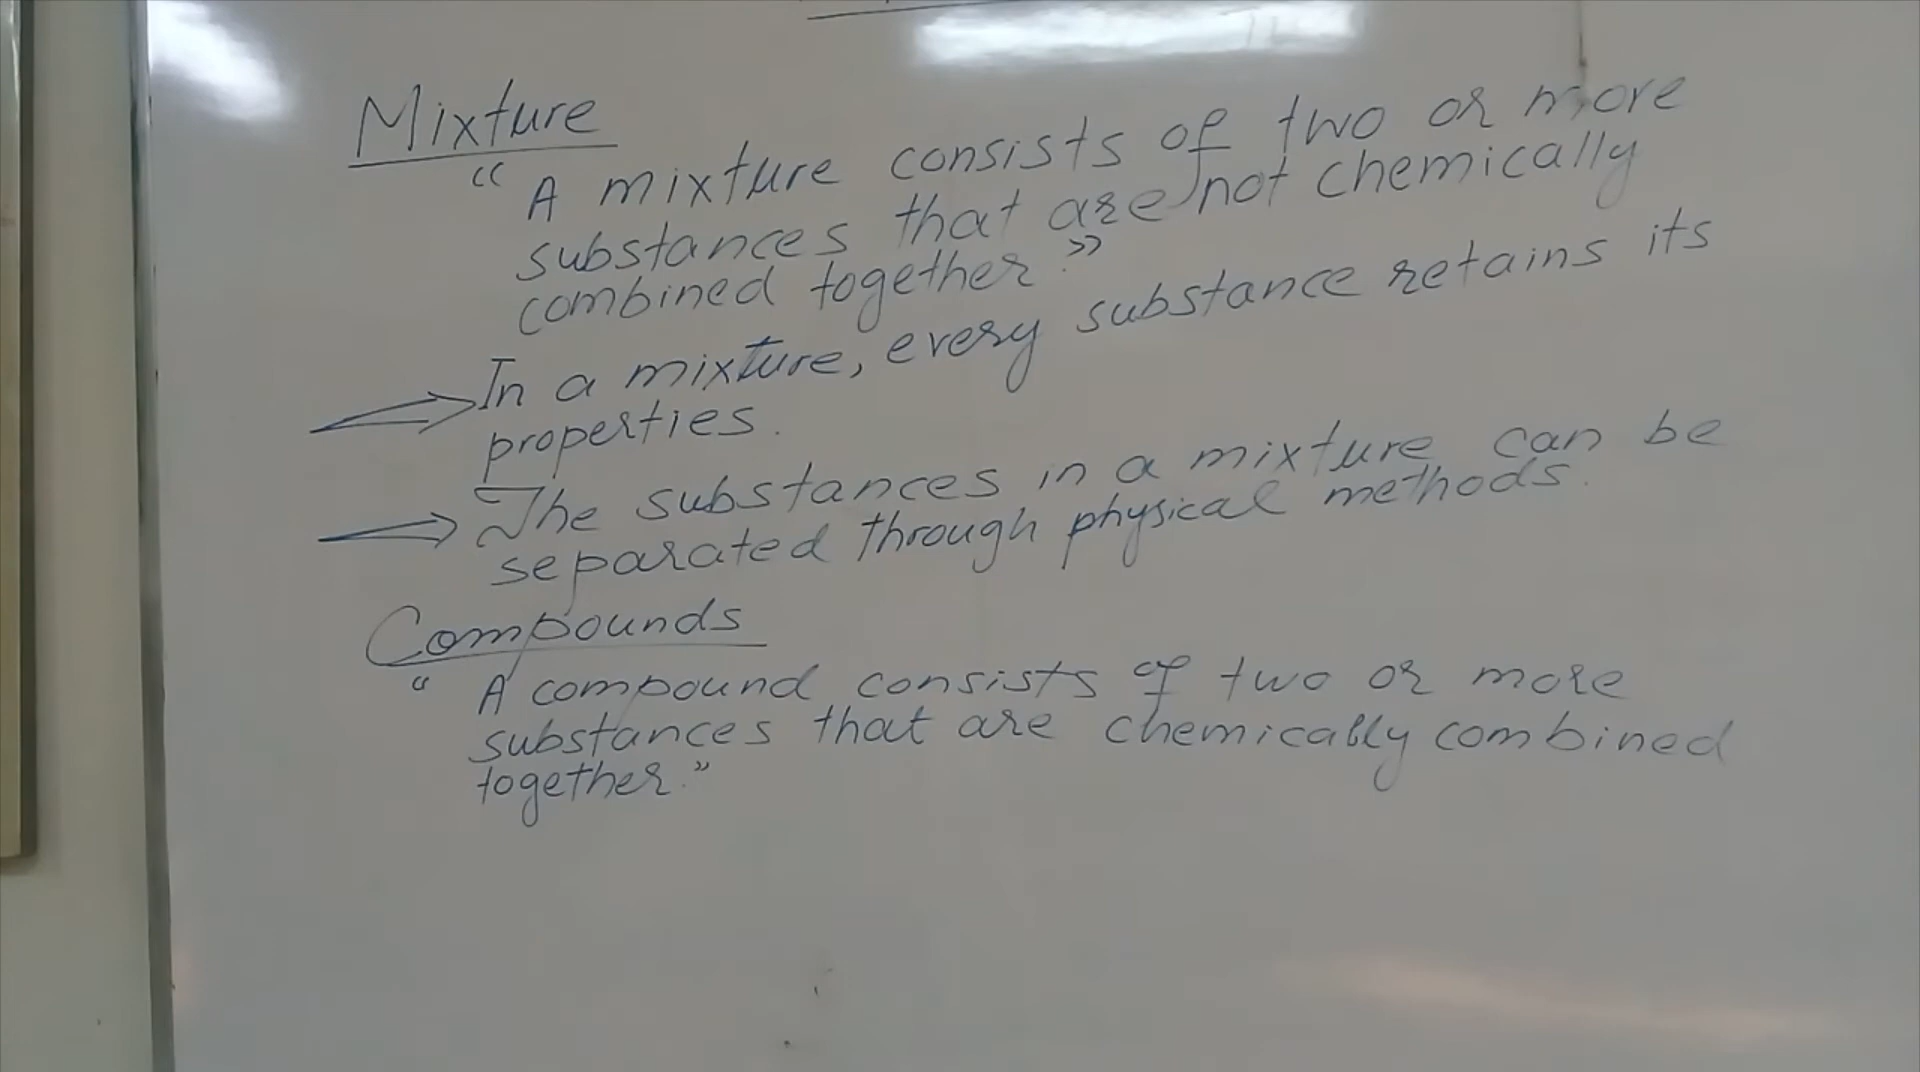 Mixture
“ A mixture consists of two or more
substances that are not chemically
combined together.”
⇒ In a mixture, every substance retains its
properties.
⇒ The substances in a mixture can be
separated through physical methods.
Compounds
“ A compound consists of two or more
substances that are chemically combined
together.”